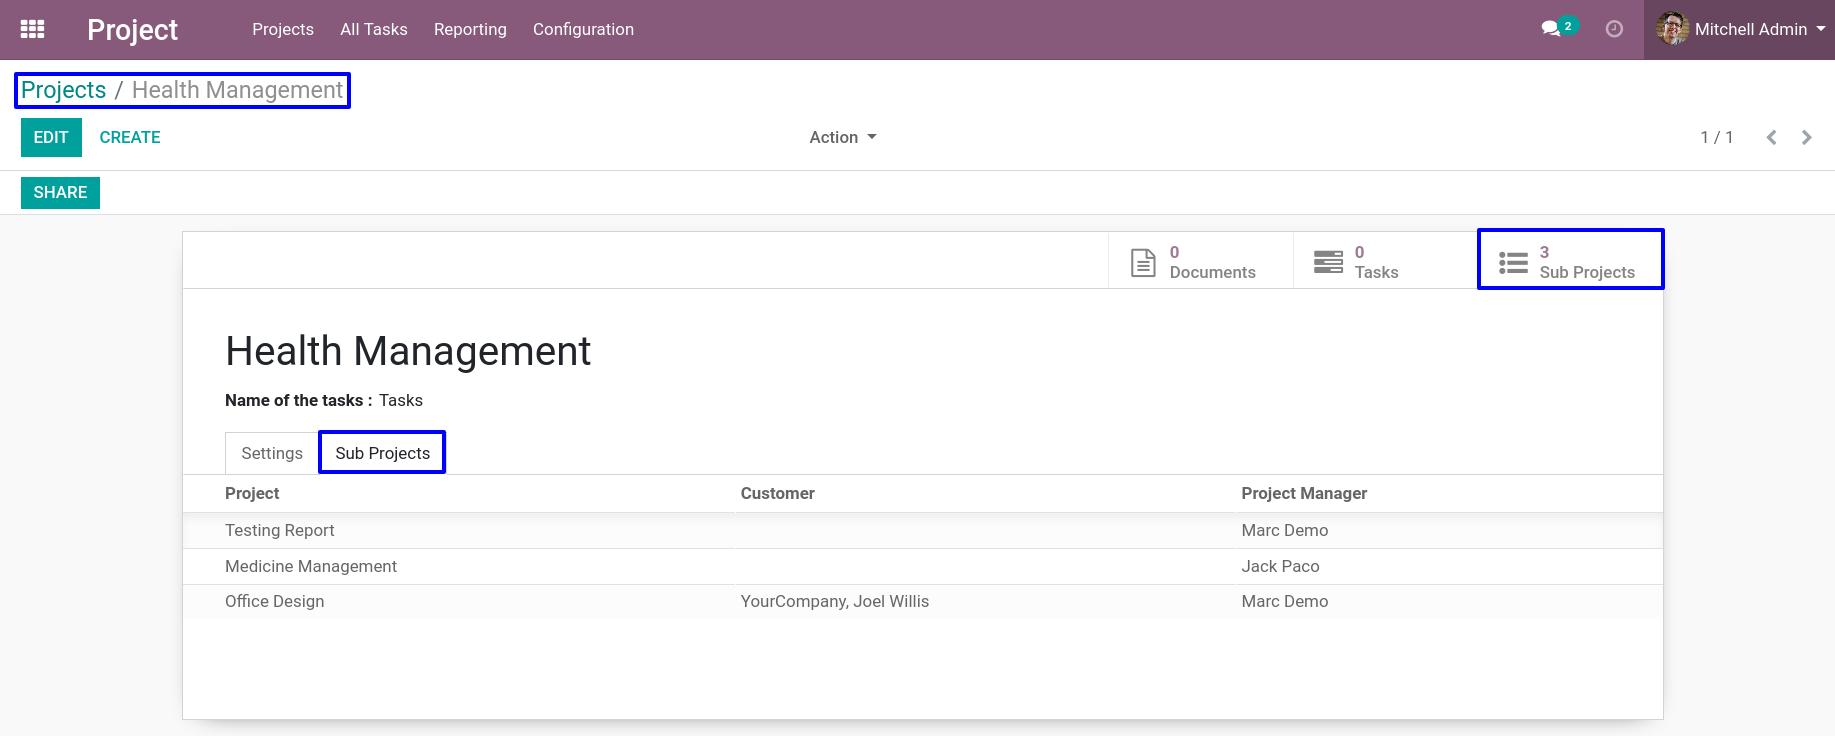 Project Projects All Tasks Reporting Configuration 2 Mitchell Admin
Projects / Health Management
EDIT CREATE Action 1 / 1
SHARE
0 Documents
0 Tasks
3 Sub Projects
Health Management
Name of the tasks : Tasks
Settings Sub Projects
Project Customer Project Manager
Testing Report Marc Demo
Medicine Management Jack Paco
Office Design YourCompany, Joel Willis Marc Demo